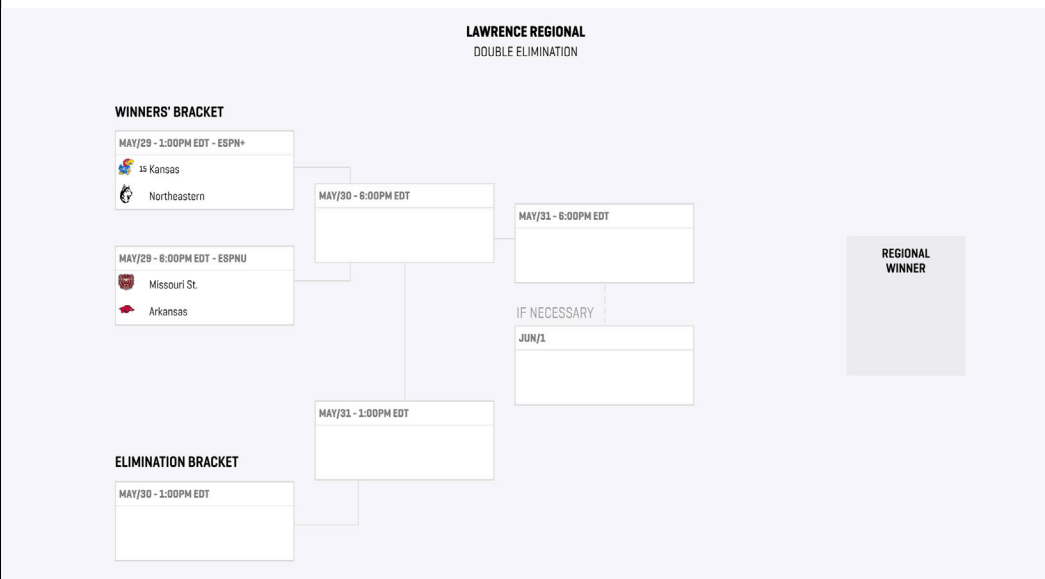 LAWRENCE REGIONAL
DOUBLE ELIMINATION
WINNERS' BRACKET
MAY/29 - 1:00PM EDT - ESPN+
15 Kansas
Northeastern
MAY/29 - 6:00PM EDT - ESPNU
Missouri St.
Arkansas
MAY/30 - 6:00PM EDT
MAY/31 - 6:00PM EDT
IF NECESSARY
JUN/1
REGIONAL
WINNER
MAY/31 - 1:00PM EDT
ELIMINATION BRACKET
MAY/30 - 1:00PM EDT